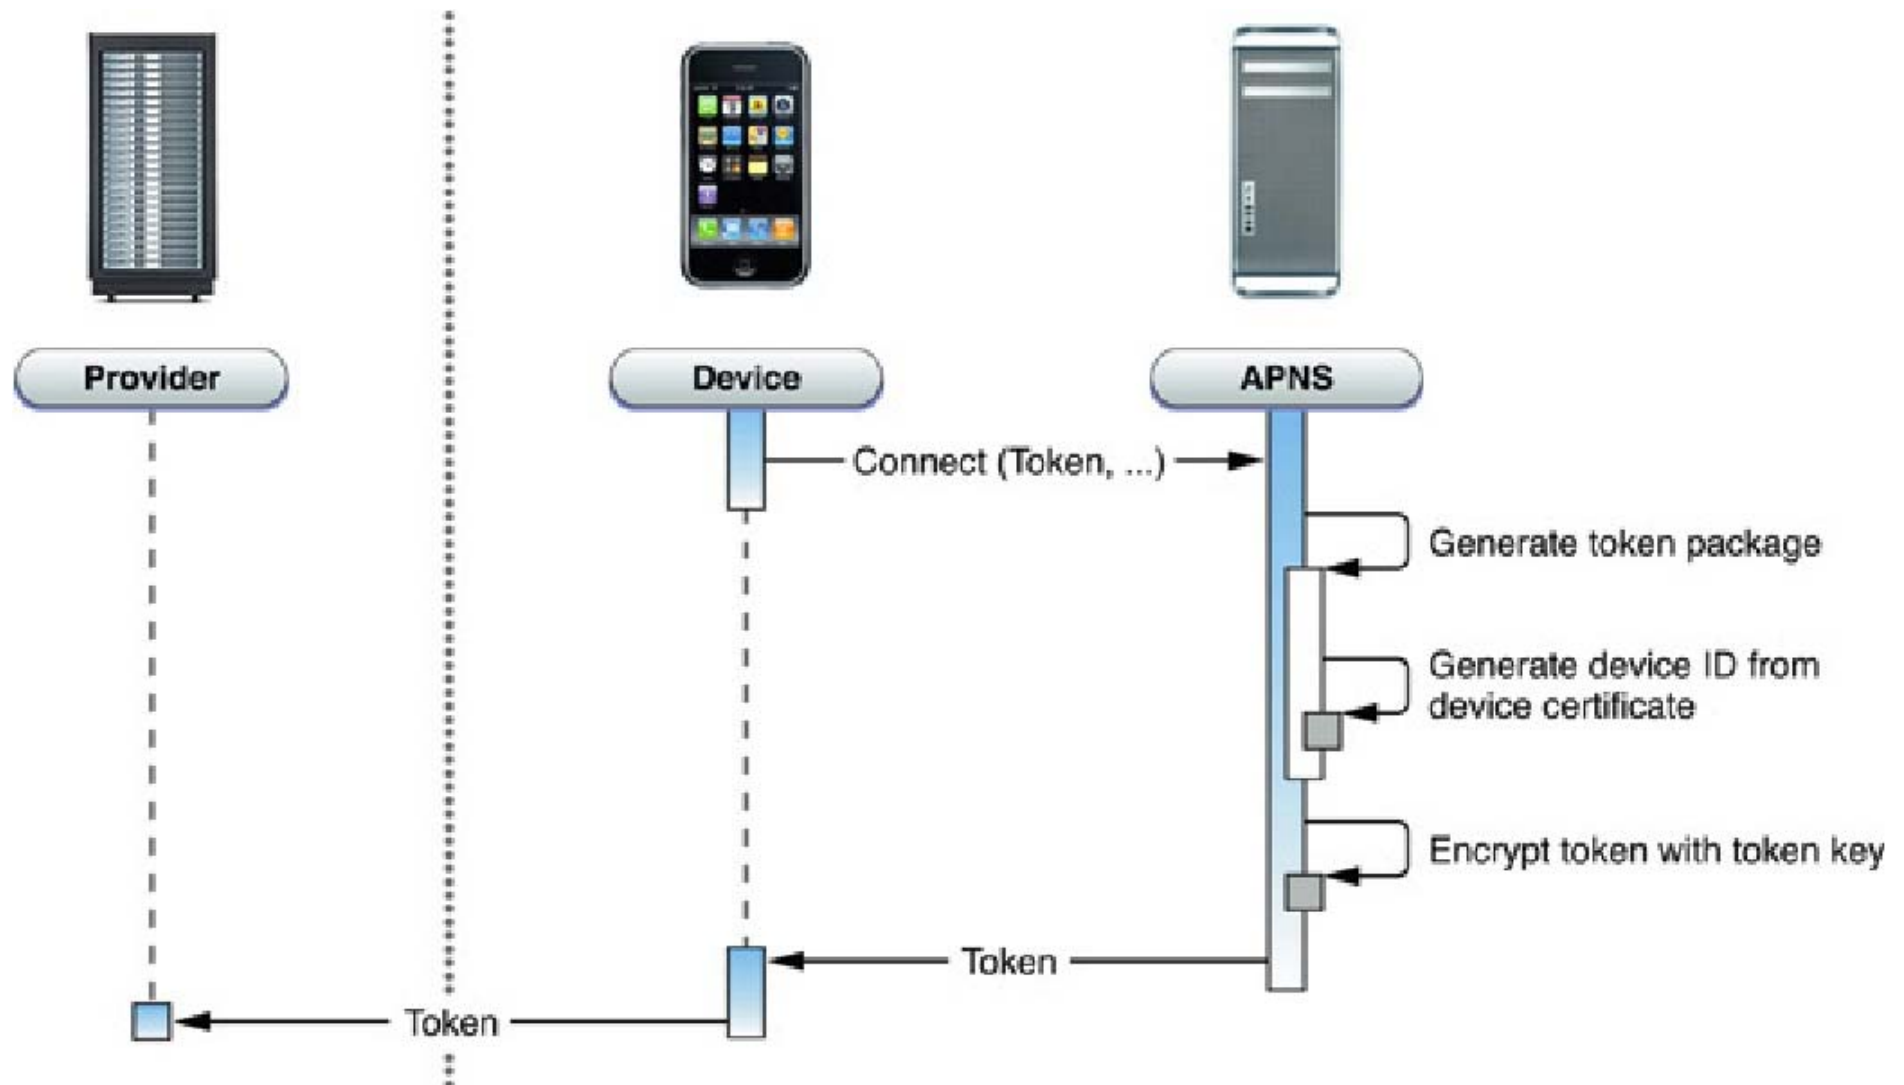 Provider
Device
APNS
Connect (Token, ...)
Generate token package
Generate device ID from
device certificate
Encrypt token with token key
Token
Token